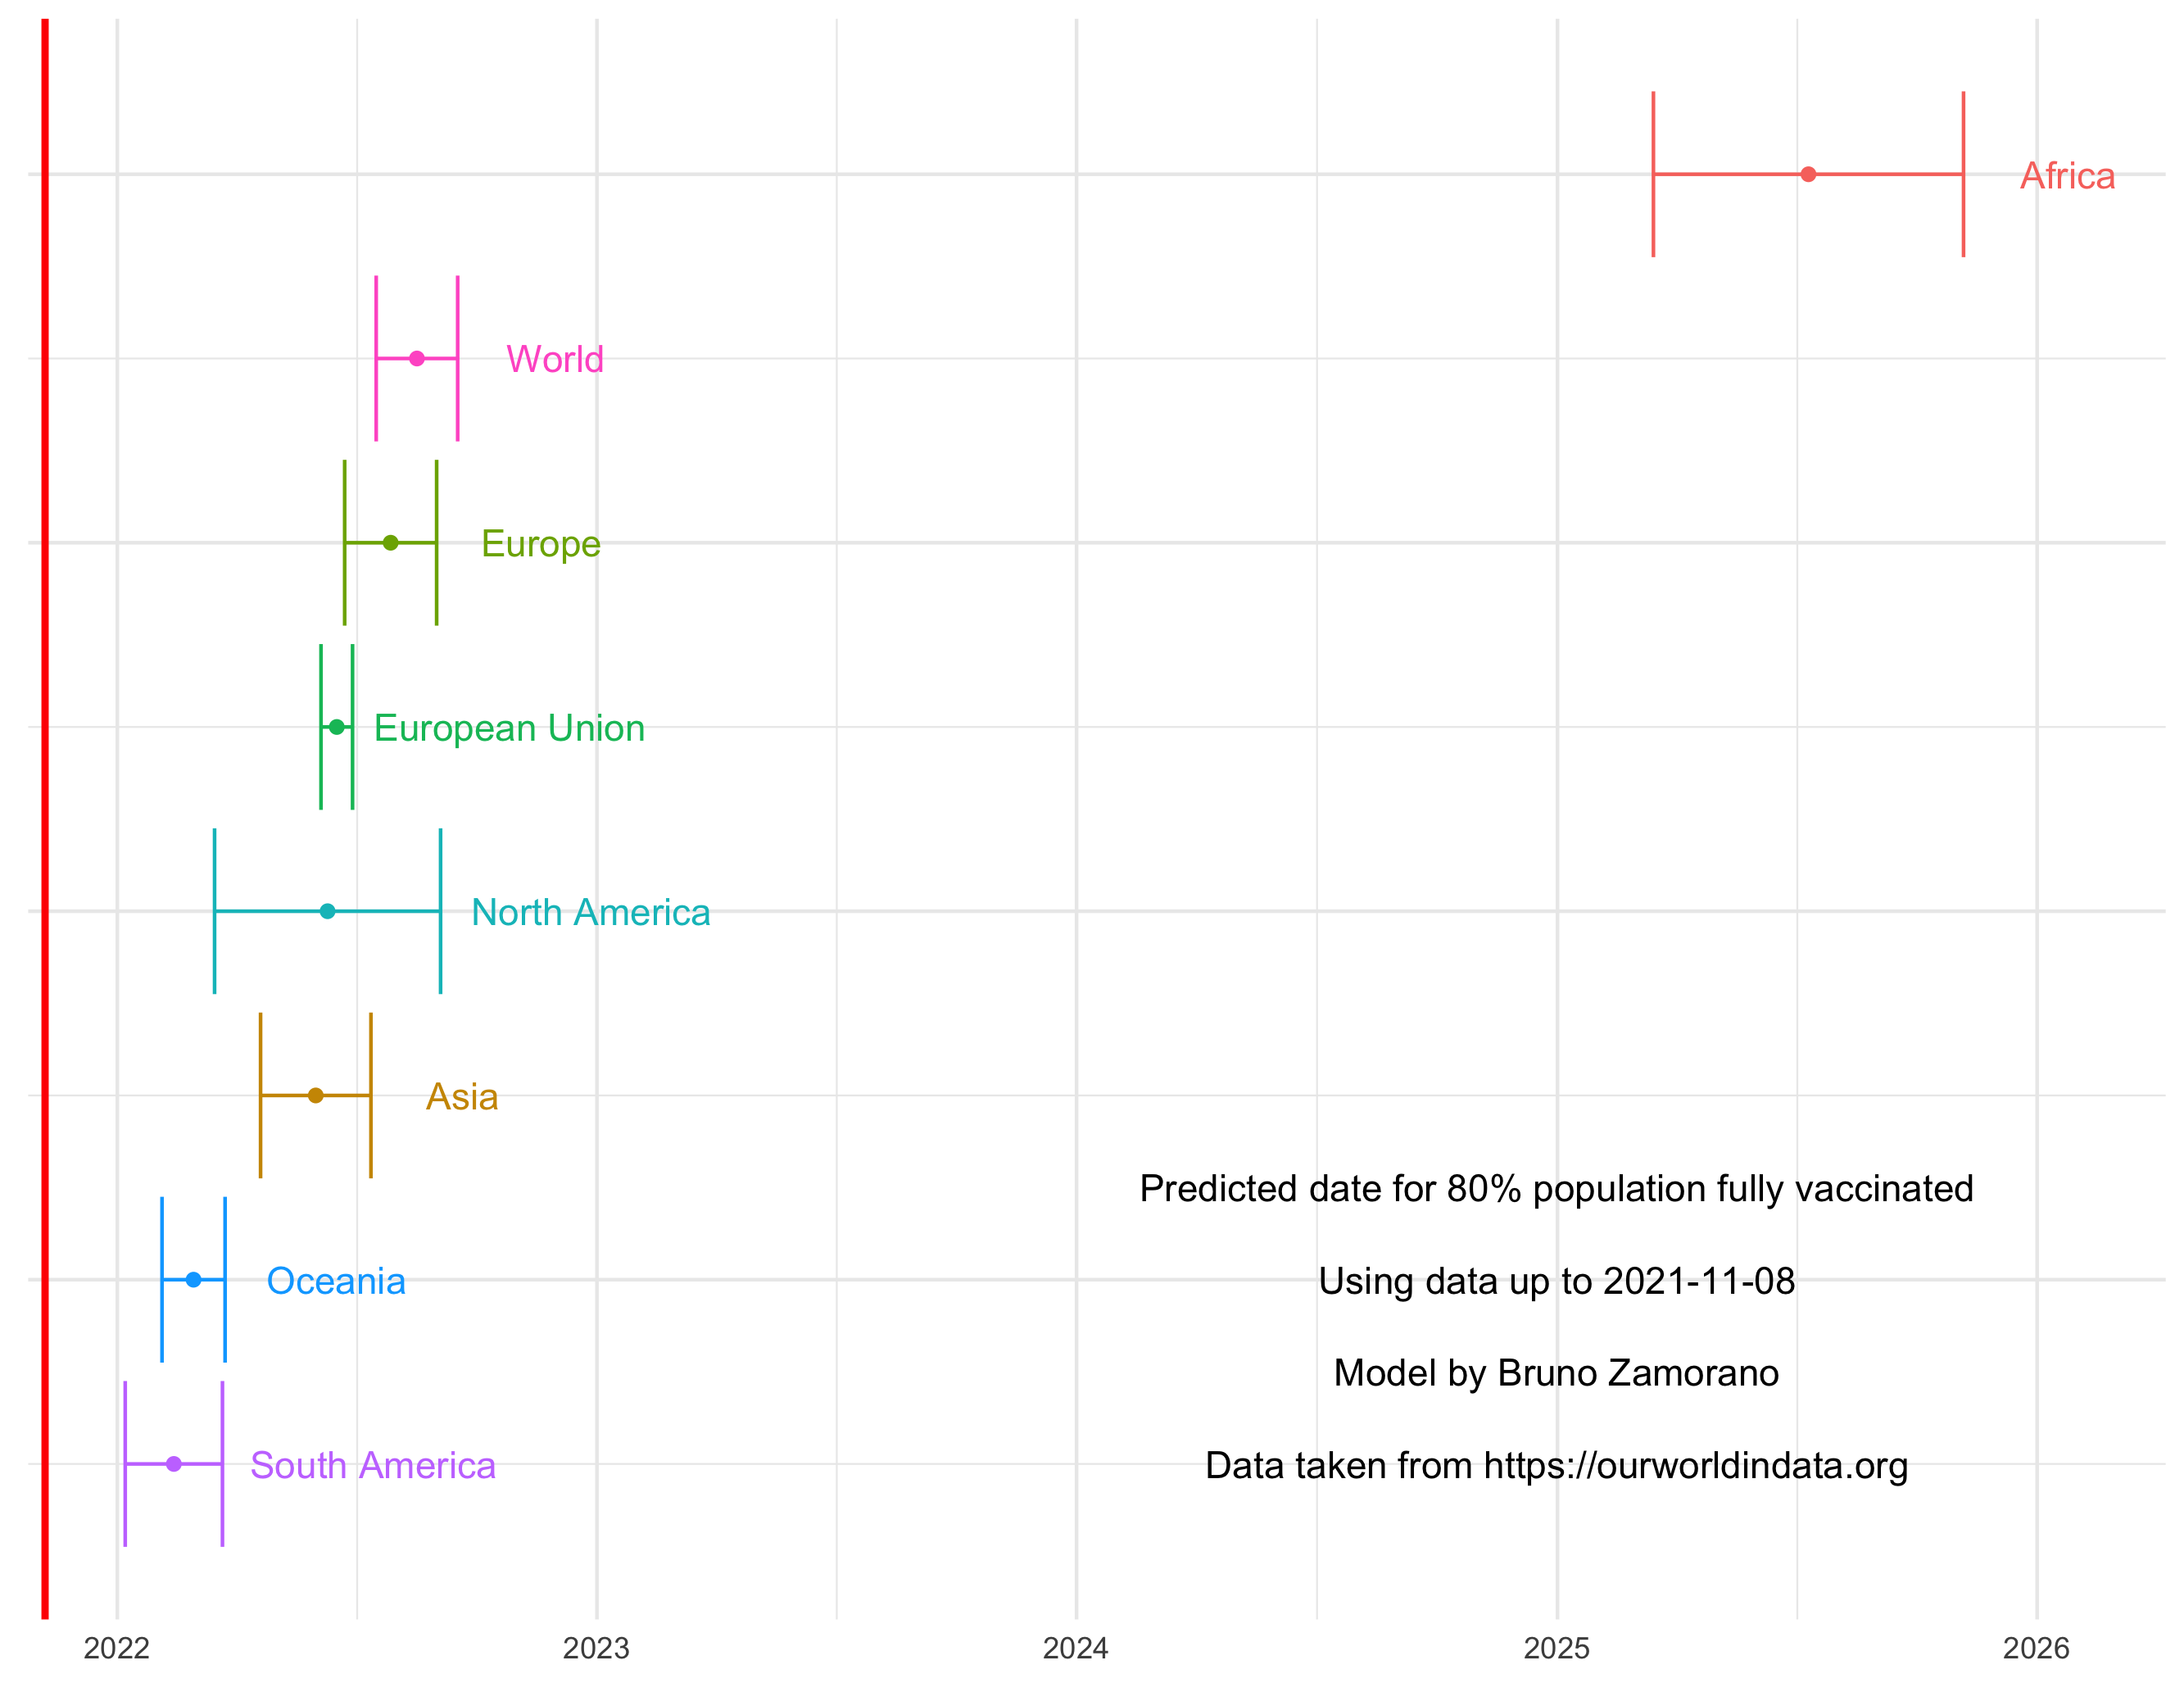 Africa
World
Europe
European Union
North America
Asia
Predicted date for 80% population fully vaccinated
Oceania
Using data up to 2021-11-08
Model by Bruno Zamorano
South America
Data taken from https://ourworldindata.org
2022
2023
2024
2025
2026